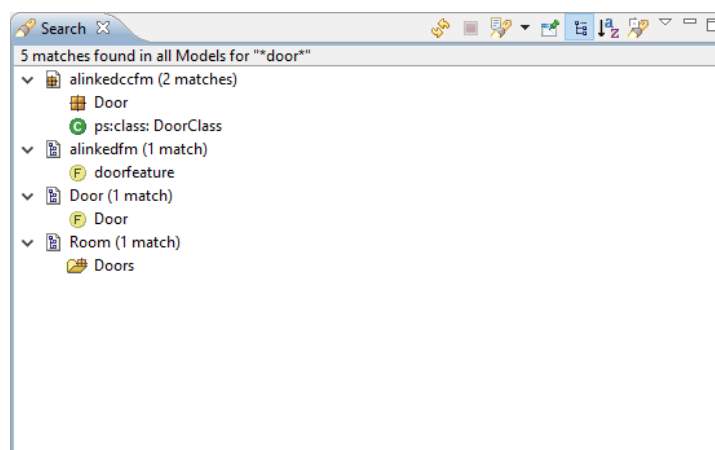 Search
5 matches found in all Models for "*door*"
alinkedccfm (2 matches)
Door
C ps:class: DoorClass
alinkedfm (1 match)
F doorfeature
Door (1 match)
F Door
Room (1 match)
Doors